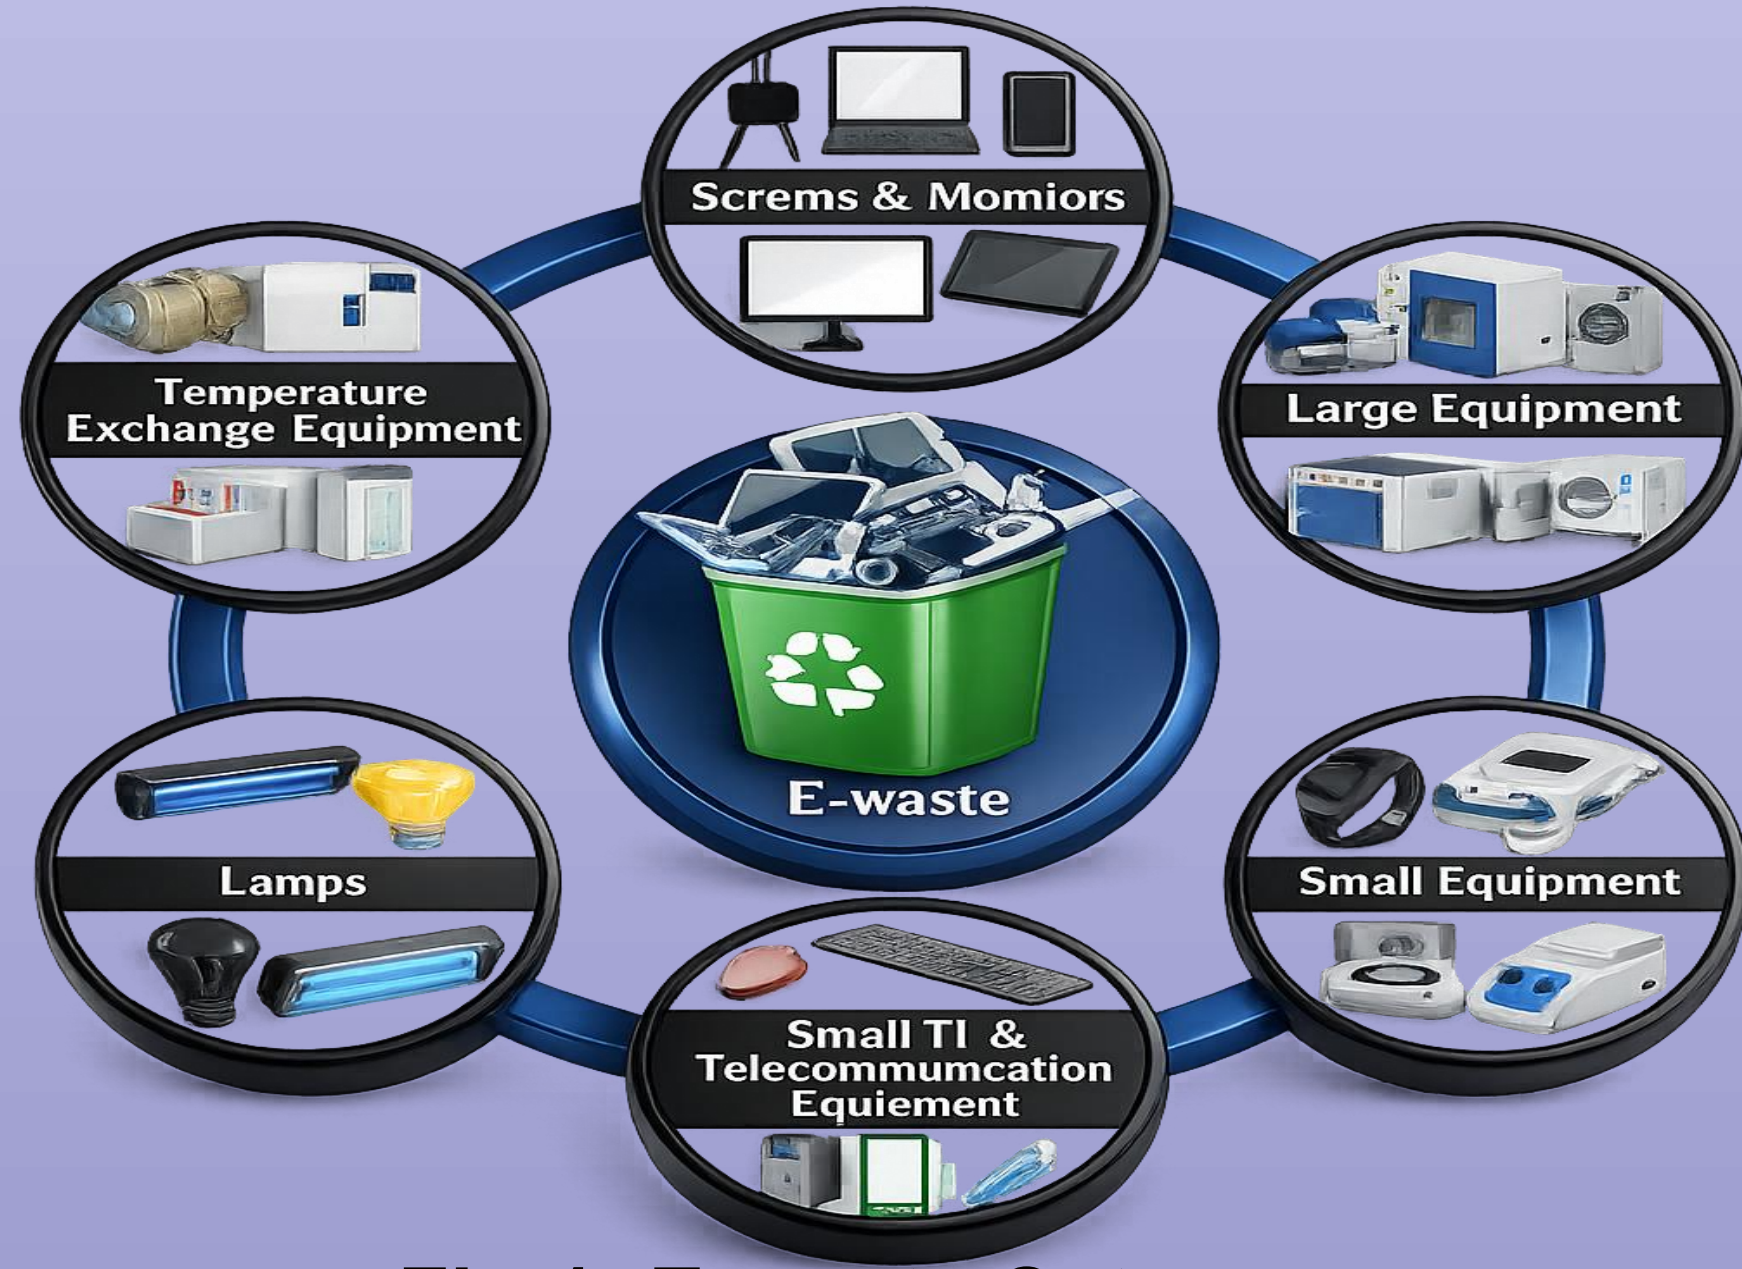 Screms & Momiors
Temperature
Exchange Equipment
Large Equipment
E-waste
Lamps
Small Equipment
Small TI &
Telecommumcation
Equiement